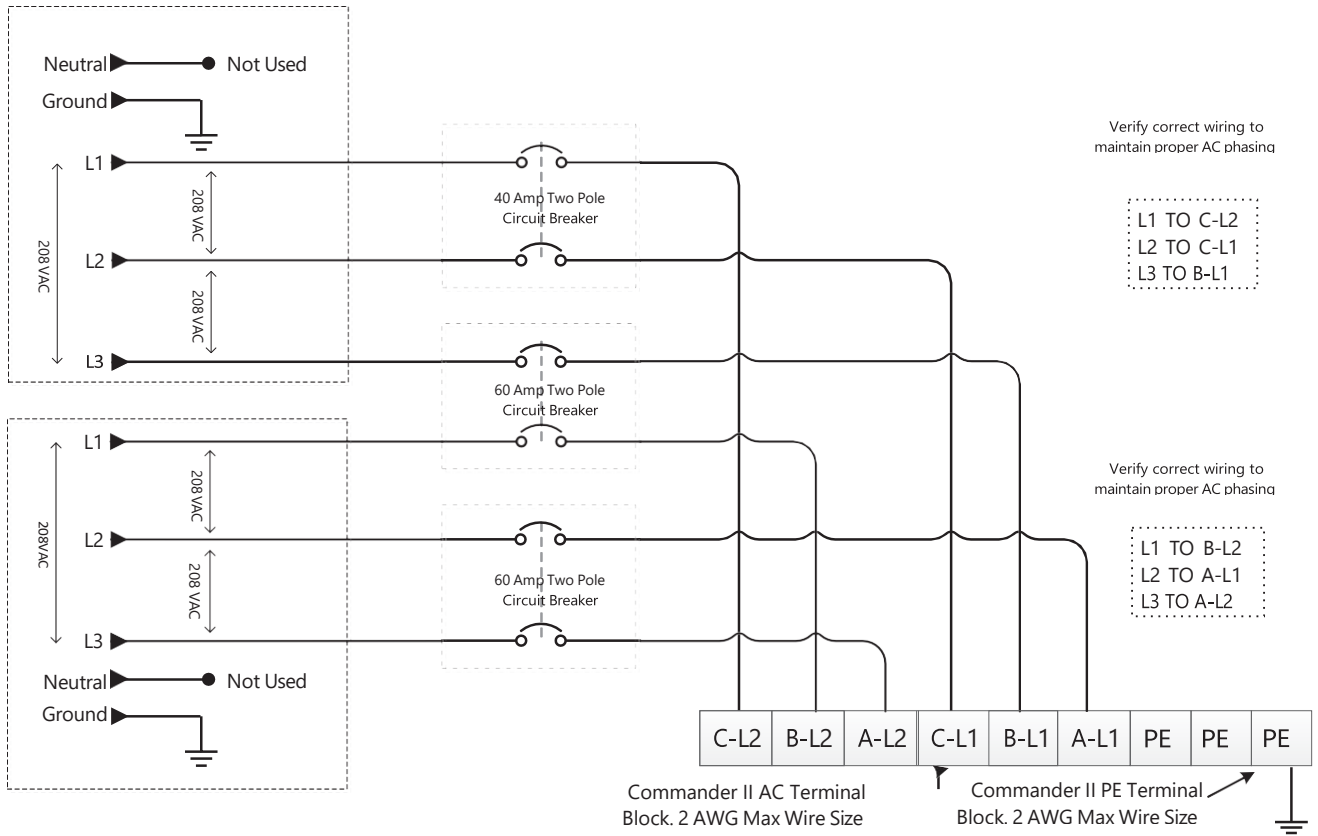 Neutral
Not Used
Ground
L1
L2
L3
208 VAC
208 VAC
208 VAC
40 Amp Two Pole
Circuit Breaker
60 Amp Two Pole
Circuit Breaker
Verify correct wiring to
maintain proper AC phasing
L1 TO C-L2
L2 TO C-L1
L3 TO B-L1
L1
L2
L3
208VAC
208 VAC
208 VAC
Neutral
Not Used
Ground
60 Amp Two Pole
Circuit Breaker
Verify correct wiring to
maintain proper AC phasing
L1 TO B-L2
L2 TO A-L1
L3 TO A-L2
C-L2 B-L2 A-L2 C-L1 B-L1 A-L1 PE PE PE
Commander II AC Terminal
Block. 2 AWG Max Wire Size
Commander II PE Terminal
Block. 2 AWG Max Wire Size